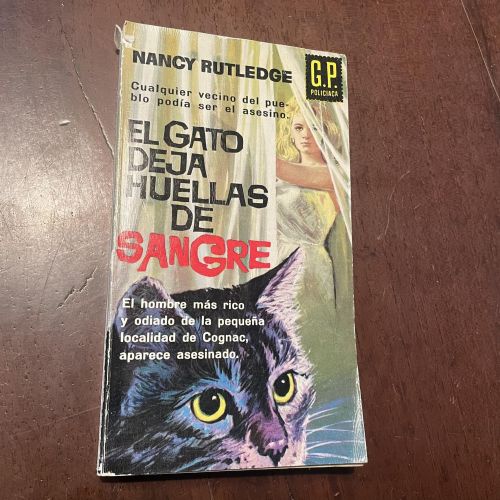 NANCY RUTLEDGE
G.P.
POLICIACA
Cualquier vecino del pue-
blo podía ser el asesino.
EL GATO
DEJA
HUELLAS
DE
SANGRE
El hombre más rico
y odiado de la pequeña
localidad de Cognac,
aparece asesinado.